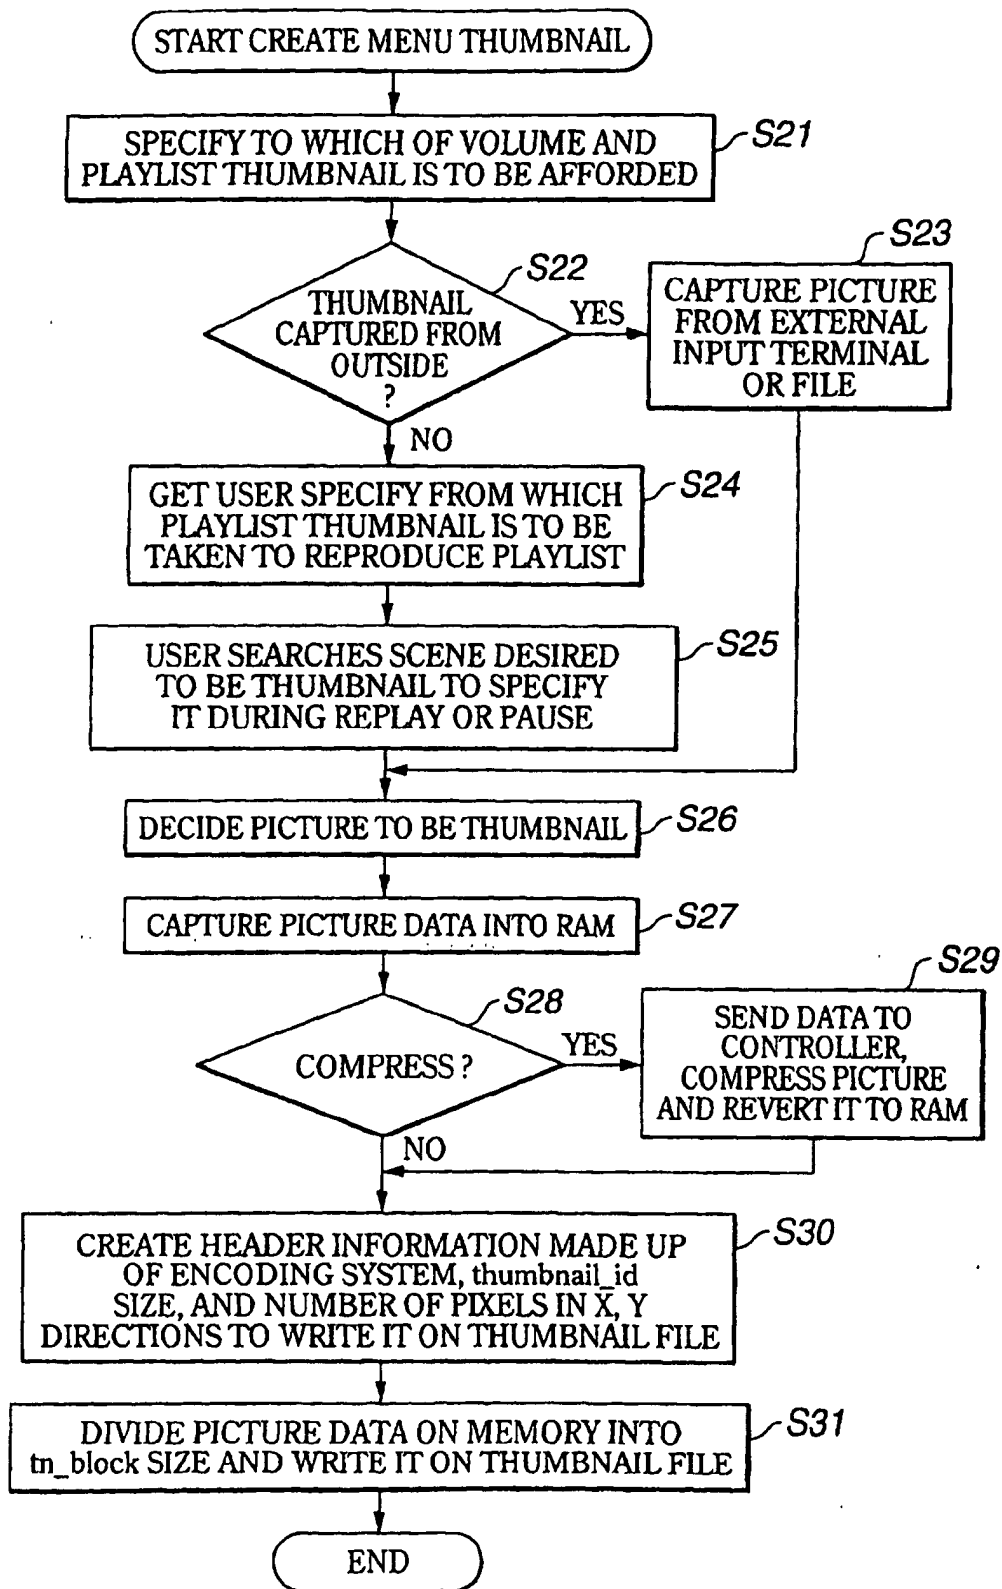 START CREATE MENU THUMBNAIL
SPECIFY TO WHICH OF VOLUME AND
PLAYLIST THUMBNAIL IS TO BE AFFORDED
S21
S22
THUMBNAIL
CAPTURED FROM
OUTSIDE
?
YES
S23
CAPTURE PICTURE
FROM EXTERNAL
INPUT TERMINAL
OR FILE
NO
GET USER SPECIFY FROM WHICH
PLAYLIST THUMBNAIL IS TO BE
TAKEN TO REPRODUCE PLAYLIST
S24
USER SEARCHES SCENE DESIRED
TO BE THUMBNAIL TO SPECIFY
IT DURING REPLAY OR PAUSE
S25
DECIDE PICTURE TO BE THUMBNAIL
S26
CAPTURE PICTURE DATA INTO RAM
S27
S28
COMPRESS ?
YES
S29
SEND DATA TO
CONTROLLER,
COMPRESS PICTURE
AND REVERT IT TO RAM
NO
CREATE HEADER INFORMATION MADE UP
OF ENCODING SYSTEM, thumbnail_id
SIZE, AND NUMBER OF PIXELS IN X, Y
DIRECTIONS TO WRITE IT ON THUMBNAIL FILE
S30
DIVIDE PICTURE DATA ON MEMORY INTO
tn_block SIZE AND WRITE IT ON THUMBNAIL FILE
S31
END